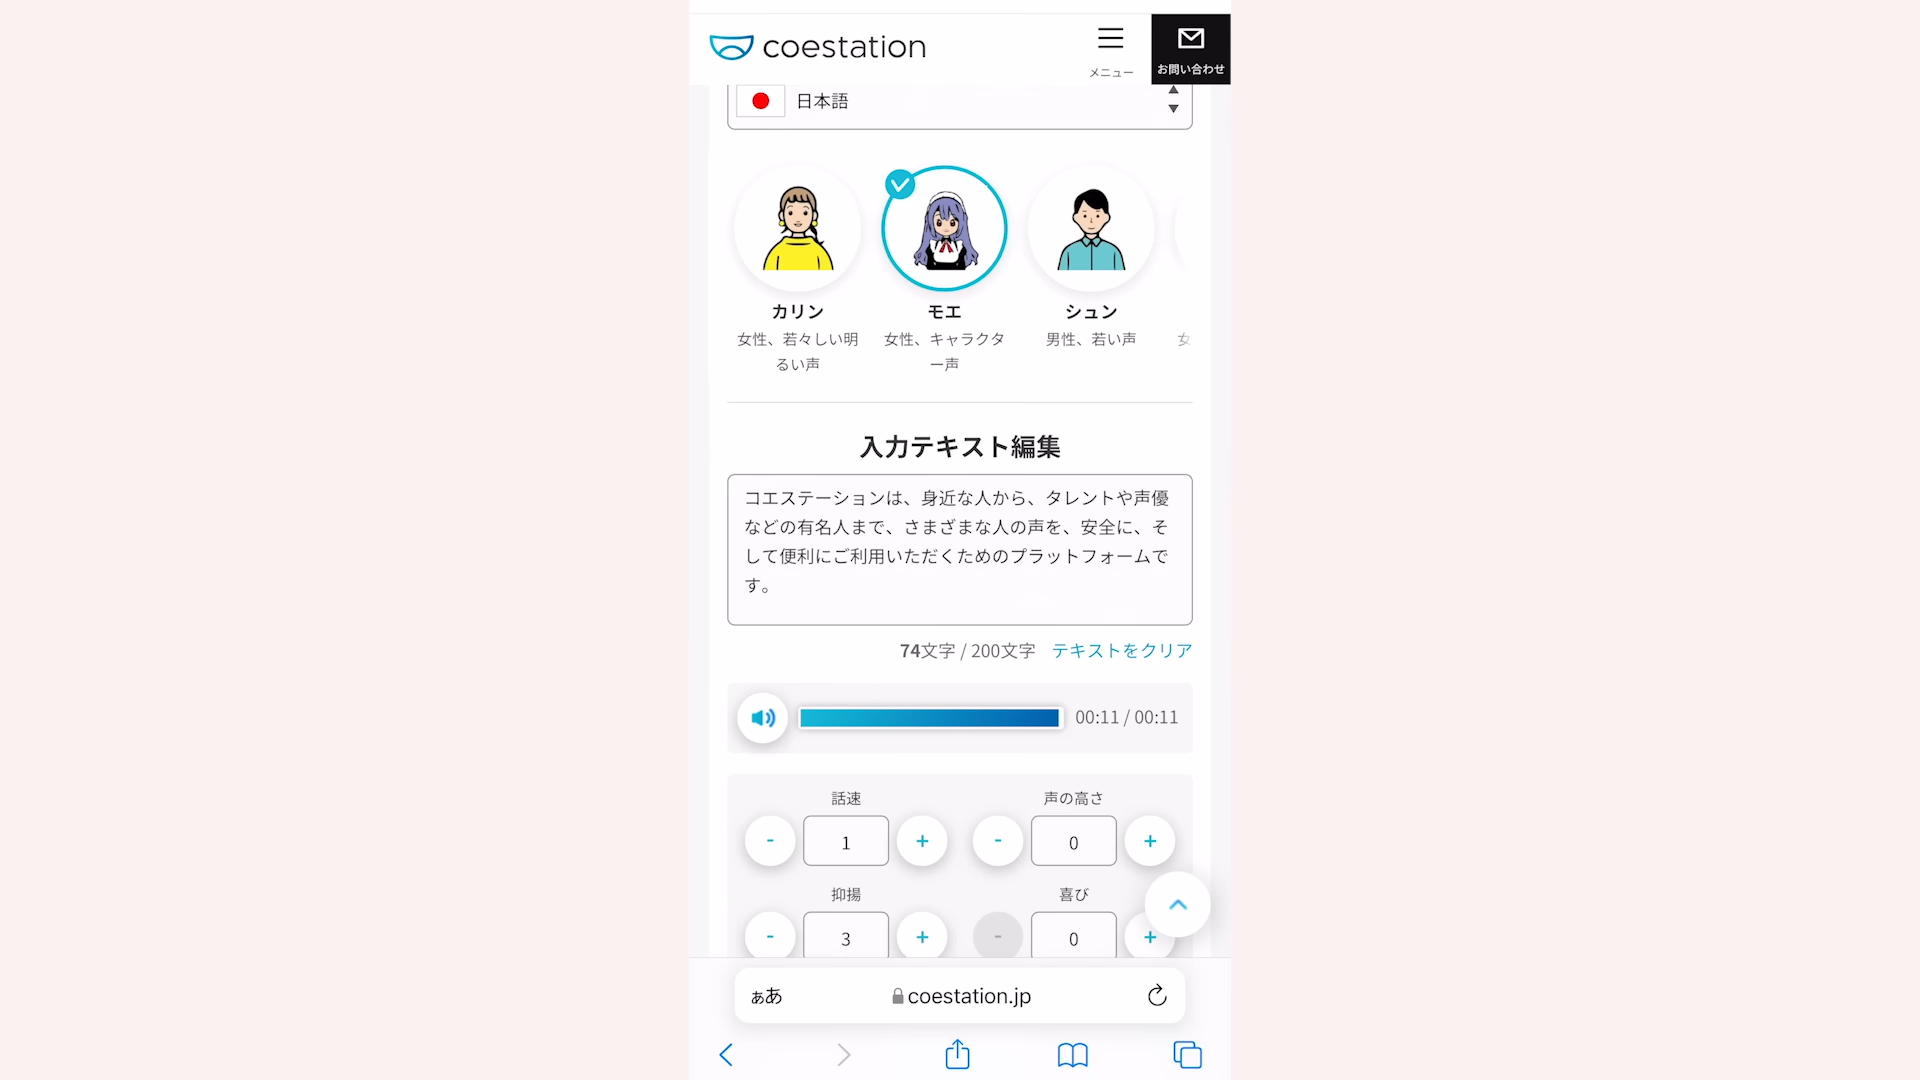 coestation
メニュー
お問い合わせ
日本語
カリン
女性、若々しい明
るい声
モエ
女性、キャラクタ
ー声
シュン
男性、若い声
女
入力テキスト編集
コエステーションは、身近な人から、タレントや声優
などの有名人まで、さまざまな人の声を、安全に、そ
して便利にご利用いただくためのプラットフォームで
す。
74文字 / 200文字 テキストをクリア
00:11 / 00:11
話速
- 1 +
声の高さ
- 0 +
抑揚
- 3 +
喜び
- 0 +
ぁあ coestation.jp